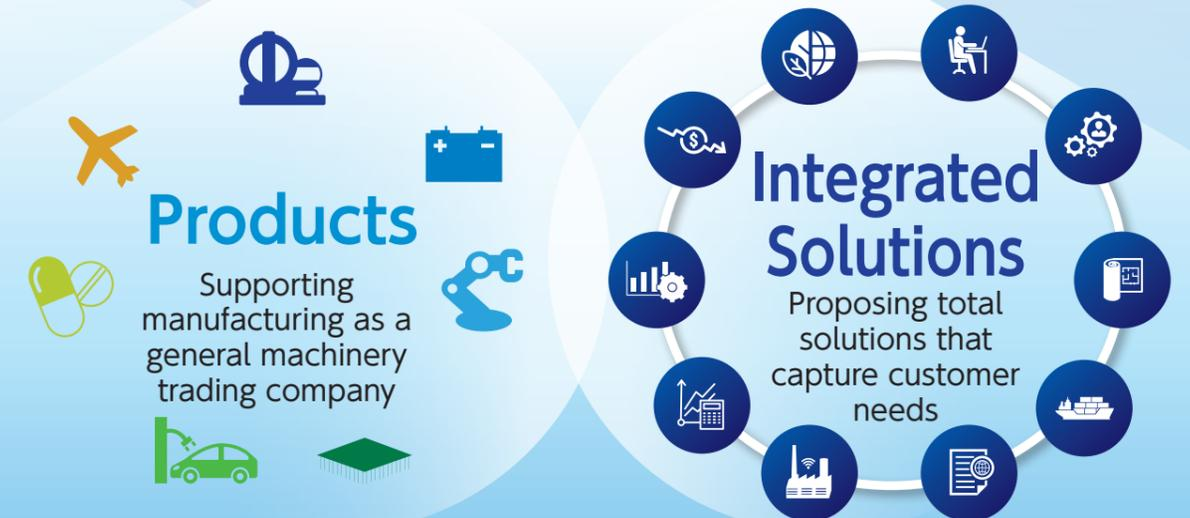 Products
Supporting
manufacturing as a
general machinery
trading company
Integrated
Solutions
Proposing total
solutions that
capture customer
needs